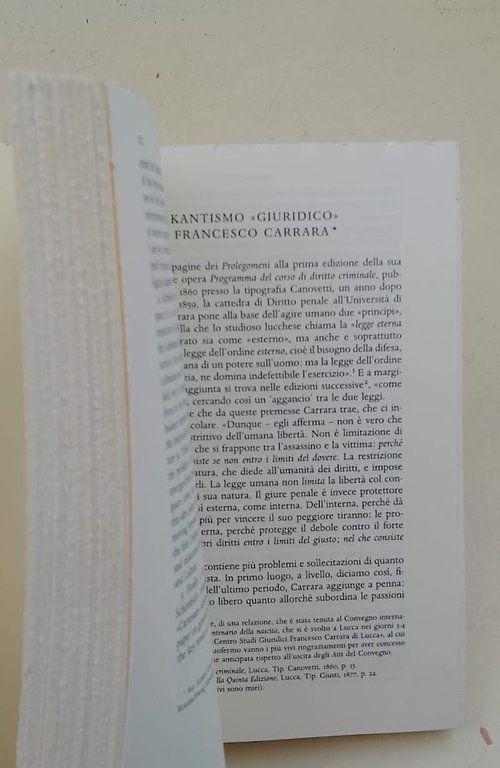 KANTISMO «GIURIDICO»
FRANCESCO CARRARA*
pagine dei Prolegomeni alla prima edizione della sua
e opera Programma del corso di diritto criminale, pub-
1860 presso la tipografia Canovetti, un anno dopo
1859, la cattedra di Diritto penale all'Università di
rara pone alla base dell'agire umano due «principi»,
lla che lo studioso lucchese chiama la «legge eterna
rato sia come «esterno», ma anche e soprattutto
legge dell'ordine esterno, cioè il bisogno della difesa,
ana di un potere sull'uomo: ma la legge dell'ordine
zia, ne domina indefettibile l'esercizio».¹ E a margi-
aggiunta si trova nelle edizioni successive², «come
, cercando così un 'aggancio' tra le due leggi.
e che da queste premesse Carrara trae, che ci in-
colare. «Dunque – egli afferma – non è vero che
strittivo dell'umana libertà. Non è limitazione di
che si frappone tra l'assassino e la vittima: perché
siste se non entro i limiti del dovere. La restrizione
atura, che diede all'umanità dei diritti, e impose
rli. La legge umana non limita la libertà col con-
i sua natura. Il giure penale è invece protettore
sì esterna, come interna. Dell'interna, perché dà
più per vincere il suo peggiore tiranno: le pro-
erna, perché protegge il debole contro il forte
pri diritti entro i limiti del giusto; nel che consiste
contiene più problemi e sollecitazioni di quanto
ista. In primo luogo, a livello, diciamo così, fi-
dell'ultimo periodo, Carrara aggiunge a penna:
o libero quanto allorché subordina le passioni
e, di una relazione, che è stata tenuta al Convegno interna-
ntenario della nascita, che si è svolto a Lucca nei giorni 3-4
Centro Studi Giuridici Francesco Carrara di Lucca», al cui
uofermo vanno i più vivi ringraziamenti per aver concesso
ne anticipata rispetto all'uscita degli Atti del Convegno.
criminale, Lucca, Tip. Canovetti, 1860, p. 13.
lla Quinta Edizione, Lucca, Tip. Giusti, 1877, p. 22.
ivi sono miei).